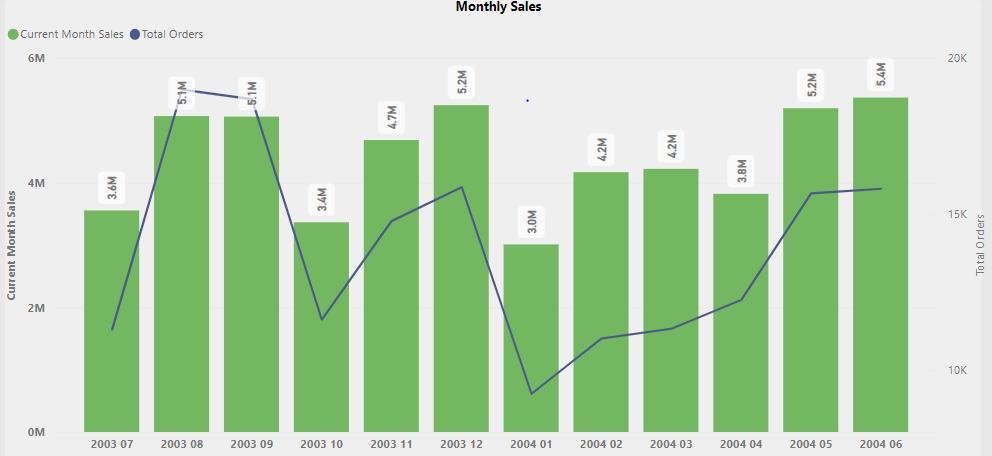 Monthly Sales
Current Month Sales Total Orders
6M
4M
2M
0M
Current Month Sales
3.6M
5.1M
5.1M
3.4M
4.7M
5.2M
3.0M
4.2M
4.2M
3.8M
5.2M
5.4M
20K
15K
10K
Total Orders
2003 07 2003 08 2003 09 2003 10 2003 11 2003 12 2004 01 2004 02 2004 03 2004 04 2004 05 2004 06